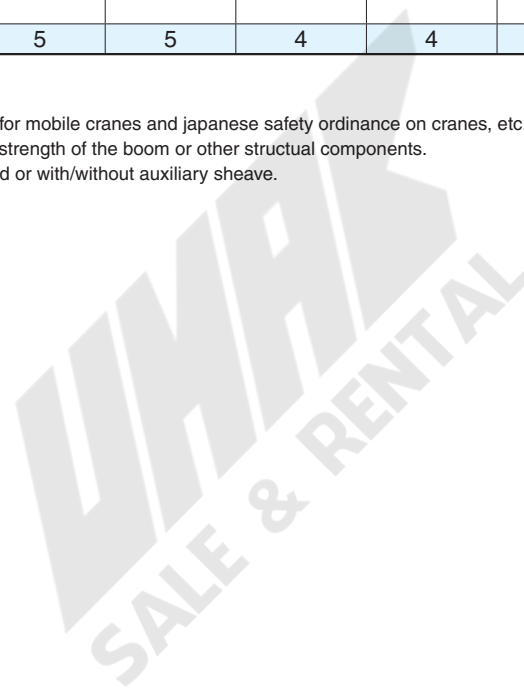 5 5 4 4
for mobile cranes and japanese safety ordinance on cranes, etc
strength of the boom or other structual components.
d or with/without auxiliary sheave.
UMAC
SALE & RENTAL